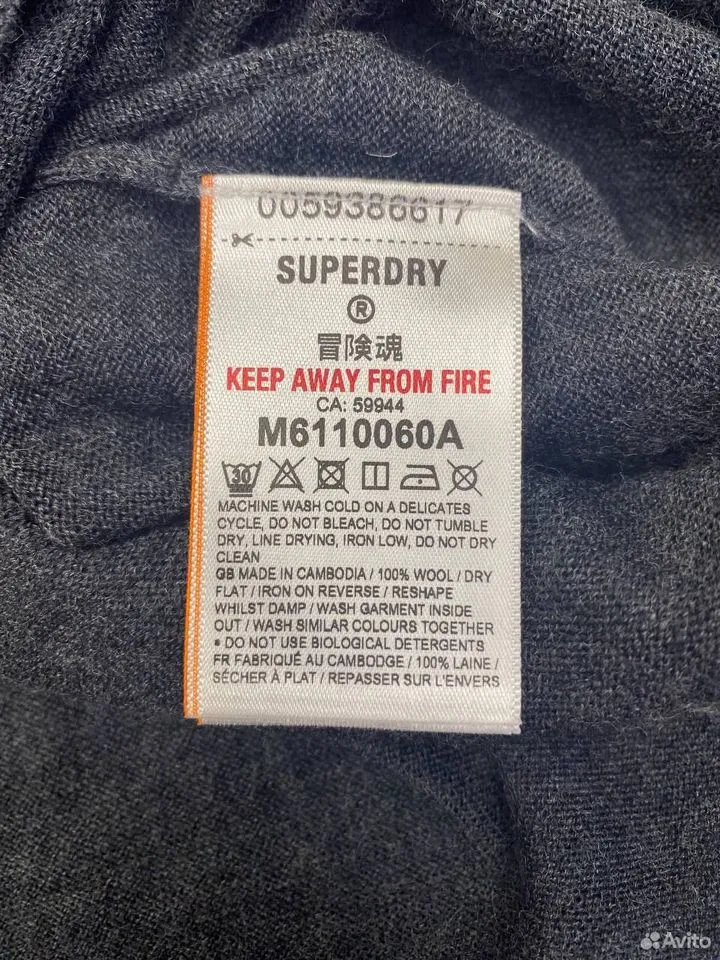 0059386617
SUPERDRY
®
冒険魂
KEEP AWAY FROM FIRE
CA: 59944
M6110060A
30
MACHINE WASH COLD ON A DELICATES
CYCLE, DO NOT BLEACH, DO NOT TUMBLE
DRY, LINE DRYING, IRON LOW, DO NOT DRY
CLEAN
GB MADE IN CAMBODIA / 100% WOOL / DRY
FLAT / IRON ON REVERSE / RESHAPE
WHILST DAMP / WASH GARMENT INSIDE
OUT / WASH SIMILAR COLOURS TOGETHER
• DO NOT USE BIOLOGICAL DETERGENTS
FR FABRIQUÉ AU CAMBODGE / 100% LAINE /
SÉCHER À PLAT / REPASSER SUR L'ENVERS
Avito